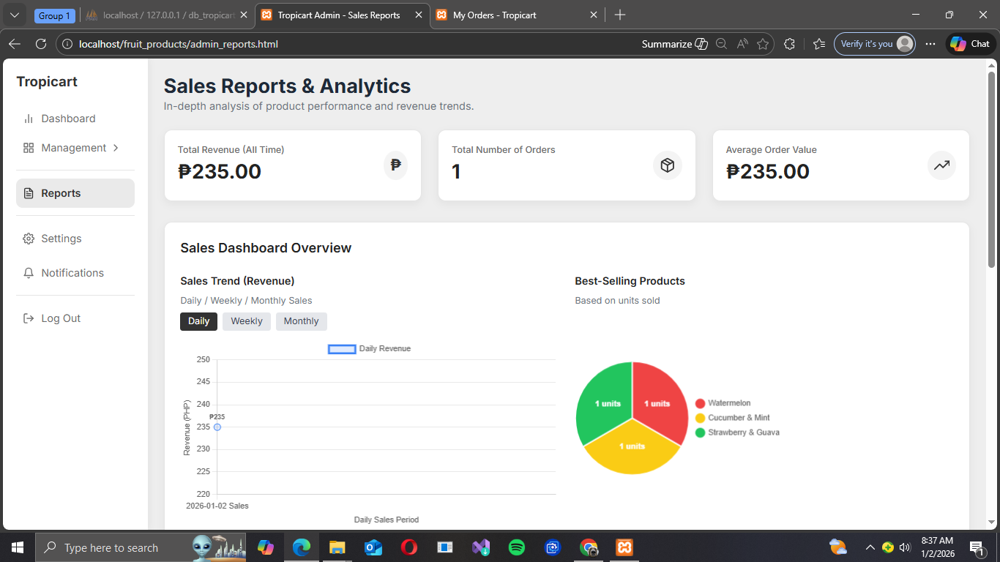 Group 1
localhost / 127.0.0.1 / db_tropicart
Tropicart Admin - Sales Reports
My Orders - Tropicart
localhost/fruit_products/admin_reports.html
Summarize
Verify it's you
Chat
Tropicart
Dashboard
Management
Reports
Settings
Notifications
Log Out
Sales Reports & Analytics
In-depth analysis of product performance and revenue trends.
Total Revenue (All Time)
₱235.00
₱
Total Number of Orders
1
Average Order Value
₱235.00
Sales Dashboard Overview
Sales Trend (Revenue)
Daily / Weekly / Monthly Sales
Daily
Weekly
Monthly
Daily Revenue
Revenue (PHP)
250
245
240
₱235
235
230
225
220
2026-01-02 Sales
Daily Sales Period
Best-Selling Products
Based on units sold
1 units
1 units
1 units
Watermelon
Cucumber & Mint
Strawberry & Guava
Type here to search
8:37 AM
1/2/2026
1